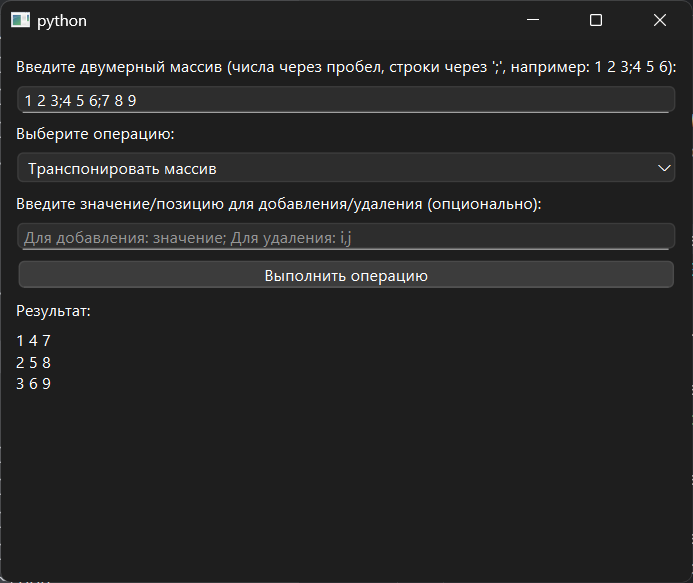 python
Введите двумерный массив (числа через пробел, строки через ';', например: 1 2 3;4 5 6):
1 2 3;4 5 6;7 8 9
Выберите операцию:
Транспонировать массив
Введите значение/позицию для добавления/удаления (опционально):
Для добавления: значение; Для удаления: i,j
Выполнить операцию
Результат:
1 4 7
2 5 8
3 6 9